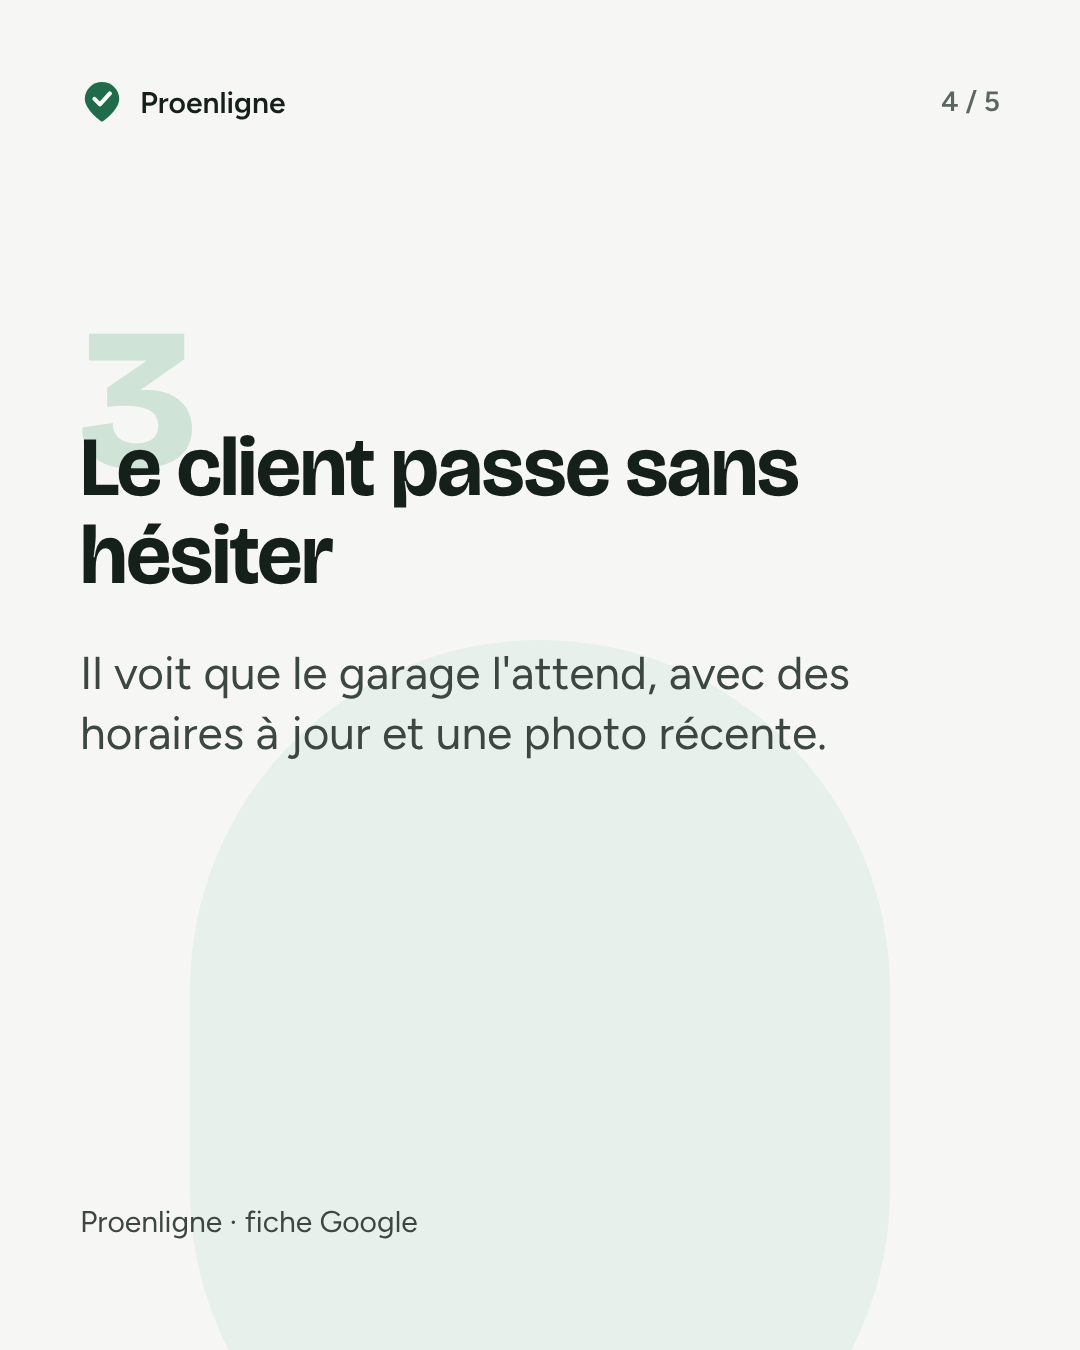 Proenligne
4 / 5
3
Le client passe sans
hésiter
Il voit que le garage l'attend, avec des
horaires à jour et une photo récente.
Proenligne · fiche Google